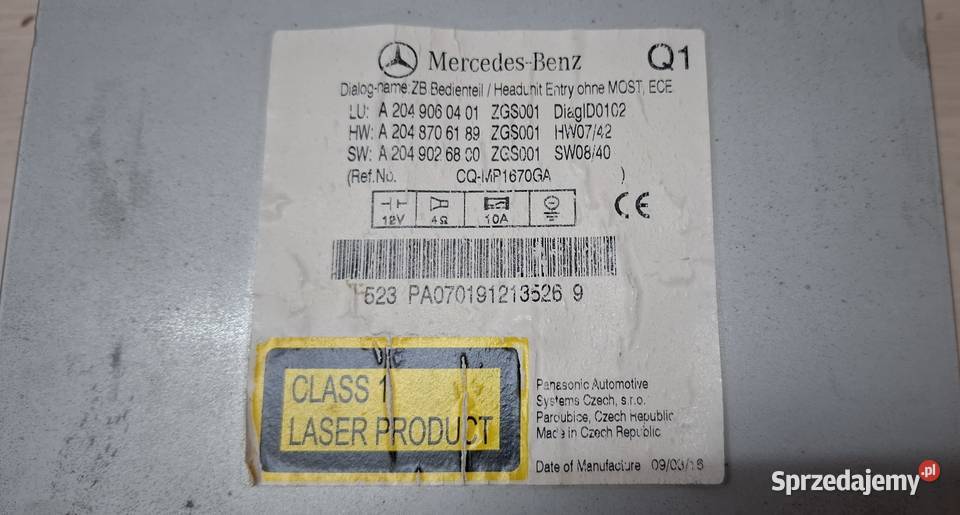 Mercedes-Benz Q1
Dialog-name: ZB Bedienteil / Headunit Entry ohne MOST, ECE
LU: A 204 906 04 01 ZGS001 DiagID0102
HW: A 204 870 61 89 ZGS001 HW07/42
SW: A 204 902 68 00 ZGS001 SW08/40
(Ref.No. CQ-MP1670GA )
12V 4Ω 10A CE
523 PA070191213526 9
CLASS 1
LASER PRODUCT
Panasonic Automotive
Systems Czech, s.r.o.
Pardubice, Czech Republic
Made in Czech Republic
Date of Manufacture 09/03/16
Sprzedajemy.pl